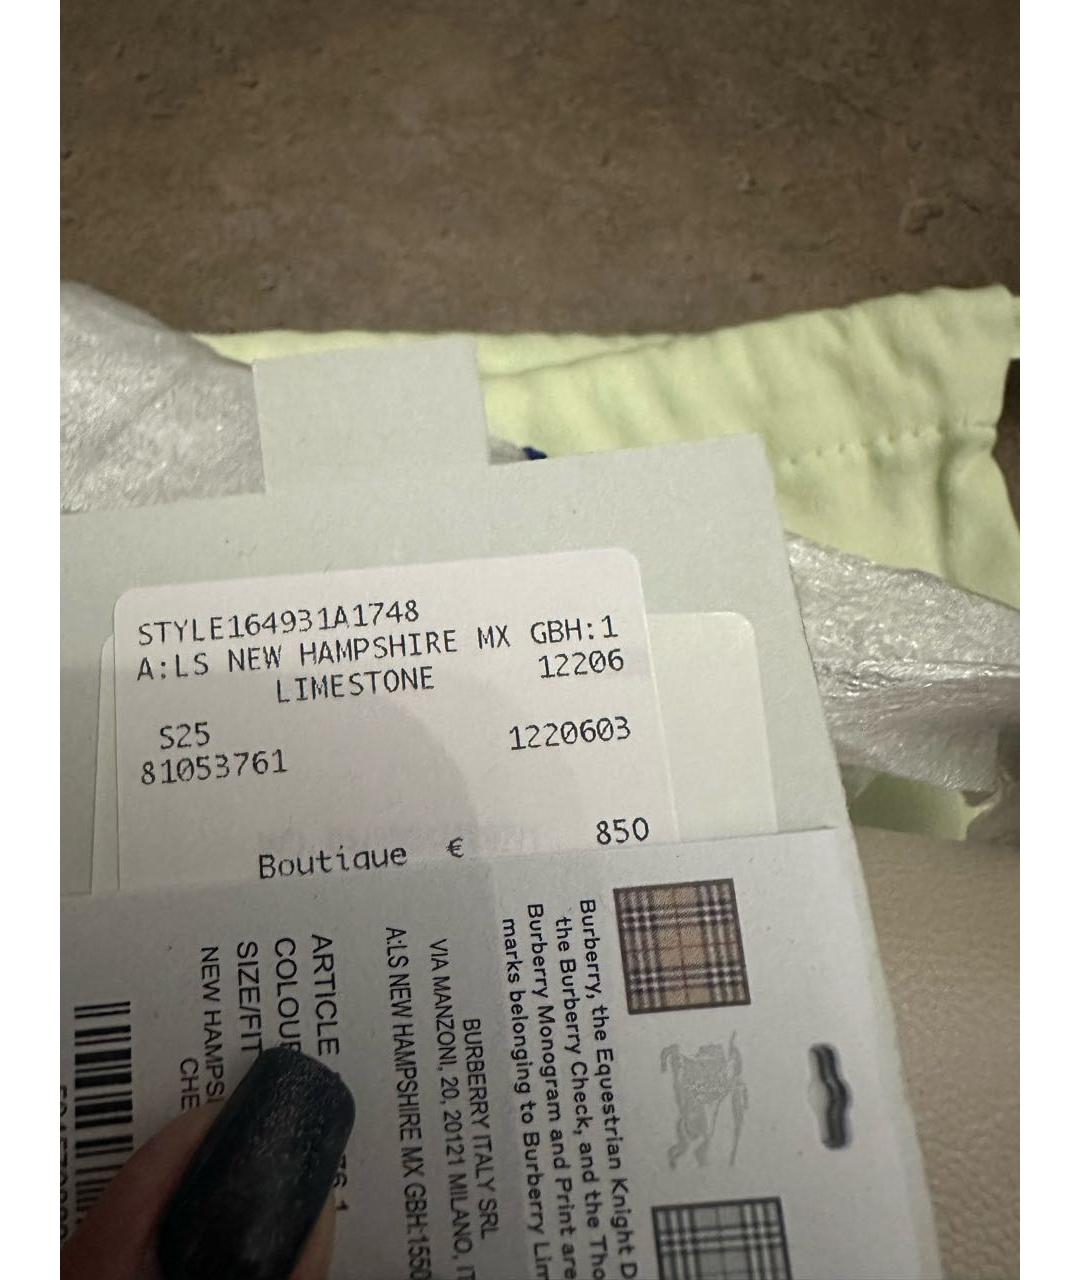 STYLE164931A1748
A:LS NEW HAMPSHIRE MX GBH:1
LIMESTONE 12206
S25 1220603
81053761
850
Boutique €
Burberry, the Equestrian Knight D
the Burberry Check, and the Tho
Burberry Monogram and Print are
marks belonging to Burberry Lim
BURBERRY ITALY SRL
VIA MANZONI, 20, 20121 MILANO, IT
A:LS NEW HAMPSHIRE MX GBH:1550
ARTICLE
COLOUR
SIZE/FIT
NEW HAMPS
CHE